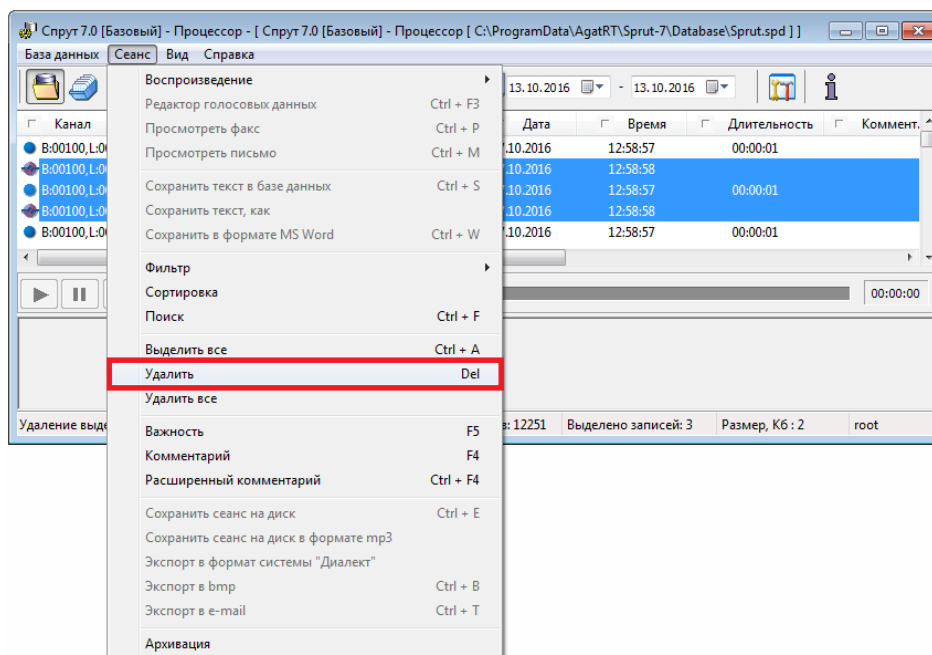 Спрут 7.0 [Базовый] - Процессор - [ Спрут 7.0 [Базовый] - Процессор [ C:\ProgramData\AgatRT\Sprut-7\Database\Sprut.spd ] ]
База данных Сеанс Вид Справка
13.10.2016 - 13.10.2016
Канал Дата Время Длительность Коммент.
B:00100,L:0 .10.2016 12:58:57 00:00:01
B:00100,L:0 .10.2016 12:58:58
B:00100,L:0 .10.2016 12:58:57 00:00:01
B:00100,L:0 .10.2016 12:58:58
B:00100,L:0 .10.2016 12:58:57 00:00:01
00:00:00
Удаление : 12251 Выделено записей: 3 Размер, Кб : 2 root
Воспроизведение
Редактор голосовых данных Ctrl + F3
Просмотреть факс Ctrl + P
Просмотреть письмо Ctrl + M
Сохранить текст в базе данных Ctrl + S
Сохранить текст, как
Сохранить в формате MS Word Ctrl + W
Фильтр
Сортировка
Поиск Ctrl + F
Выделить все Ctrl + A
Удалить Del
Удалить все
Важность F5
Комментарий F4
Расширенный комментарий Ctrl + F4
Сохранить сеанс на диск Ctrl + E
Сохранить сеанс на диск в формате mp3
Экспорт в формат системы "Диалект"
Экспорт в bmp Ctrl + B
Экспорт в e-mail Ctrl + T
Архивация